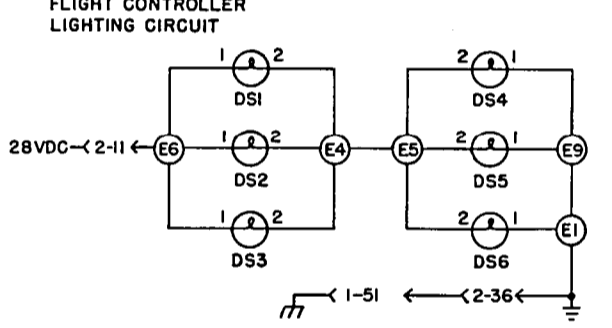 FLIGHT CONTROLLER
LIGHTING CIRCUIT
1 2 2 1
DS1 DS4
28VDC 2-11 E6 1 2 E4 E5 2 1 E9
DS2 DS5
1 2 2 1 E1
DS3 DS6
1-51 2-36